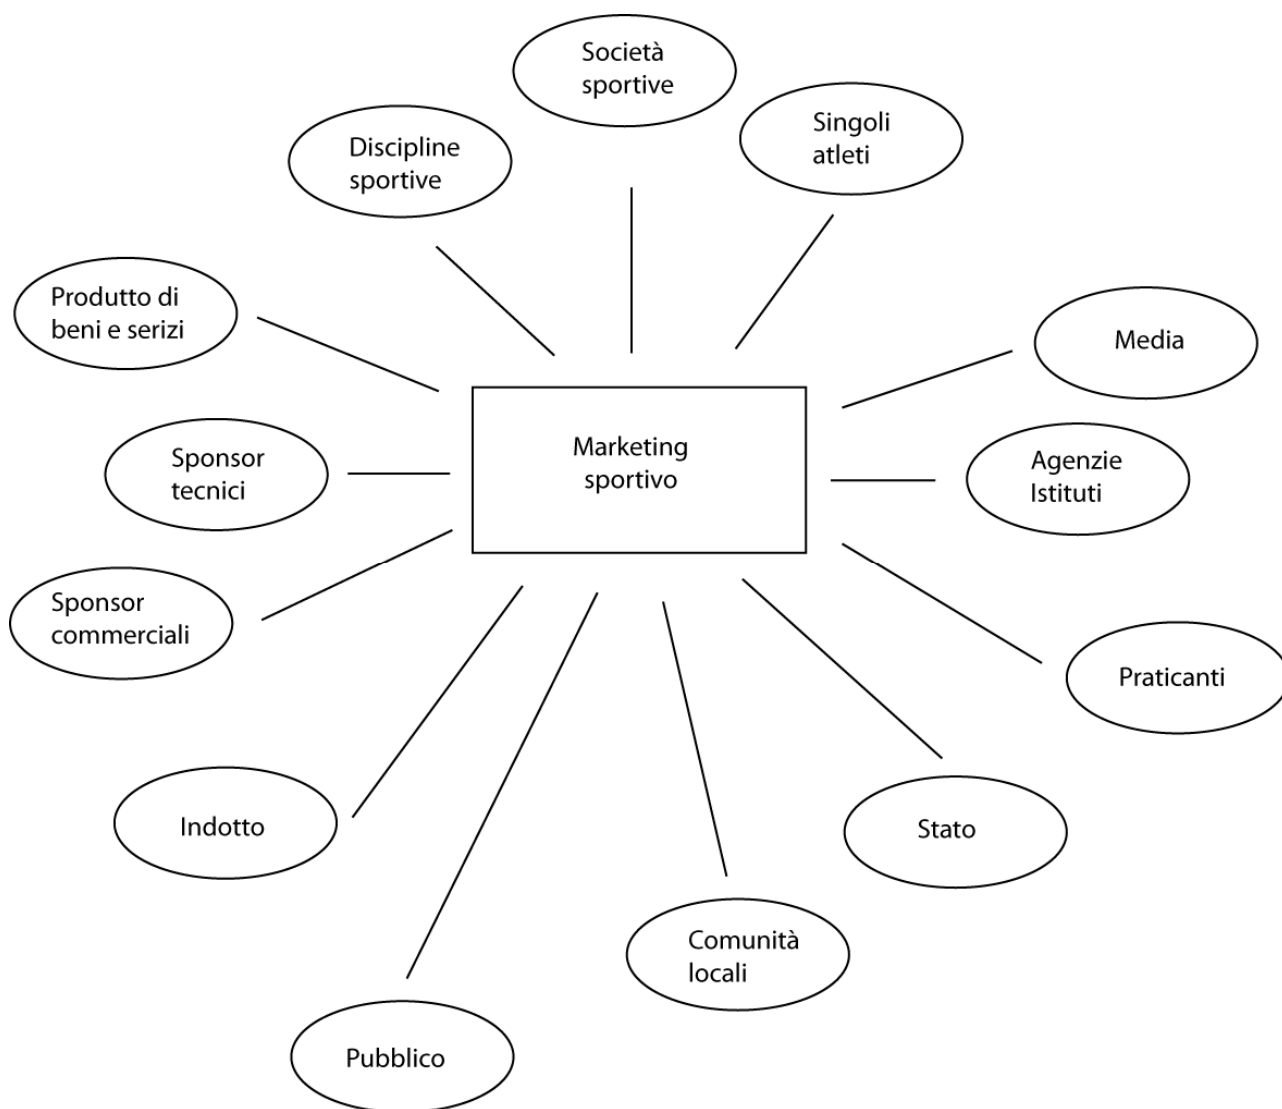 Società
sportive
Singoli
atleti
Discipline
sportive
Produtto di
beni e serizi
Media
Marketing
sportivo
Sponsor
tecnici
Agenzie
Istituti
Sponsor
commerciali
Praticanti
Indotto
Stato
Comunità
locali
Pubblico